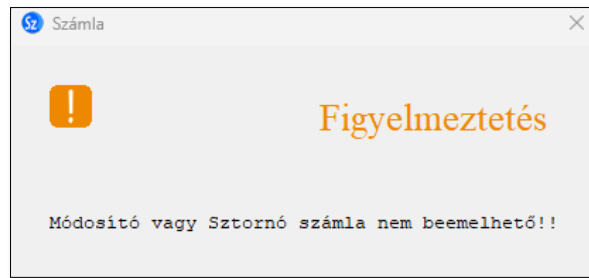 Sz Számla
Figyelmeztetés
Módosító vagy Sztornó számla nem beemelhető!!